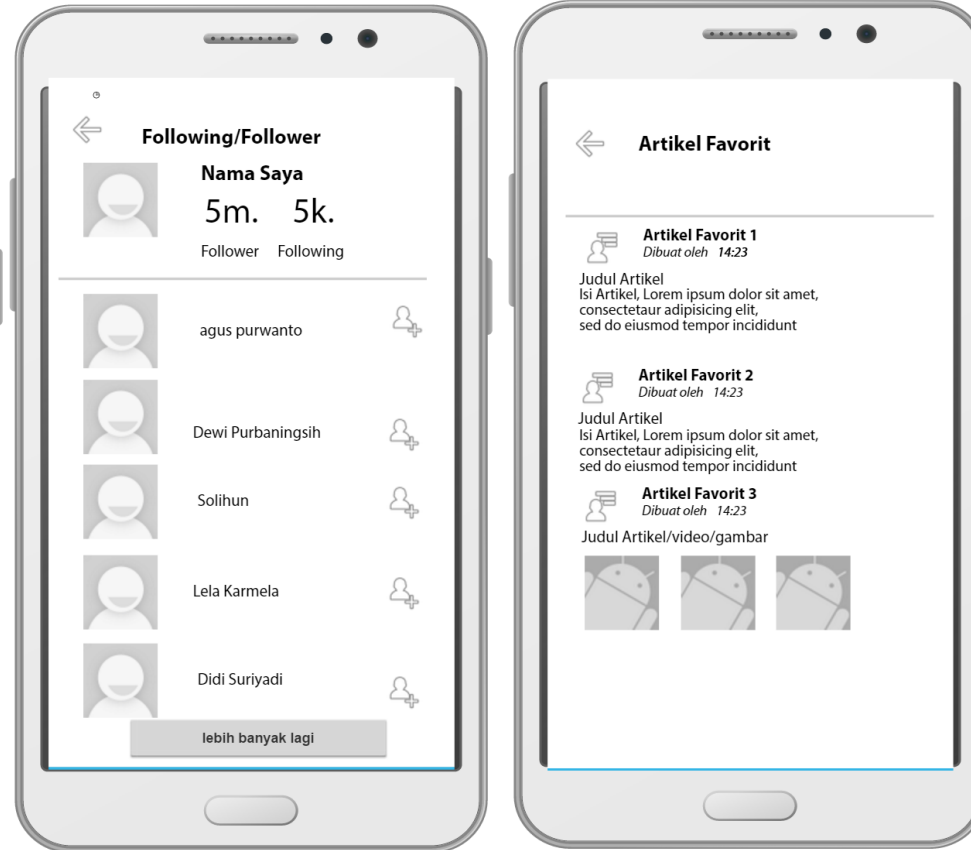 Following/Follower
Nama Saya
5m. 5k.
Follower Following
agus purwanto
Dewi Purbaningsih
Solihun
Lela Karmela
Didi Suriyadi
lebih banyak lagi
Artikel Favorit
Artikel Favorit 1
Dibuat oleh 14:23
Judul Artikel
Isi Artikel, Lorem ipsum dolor sit amet,
consectetaur adipisicing elit,
sed do eiusmod tempor incididunt
Artikel Favorit 2
Dibuat oleh 14:23
Judul Artikel
Isi Artikel, Lorem ipsum dolor sit amet,
consectetaur adipisicing elit,
sed do eiusmod tempor incididunt
Artikel Favorit 3
Dibuat oleh 14:23
Judul Artikel/video/gambar